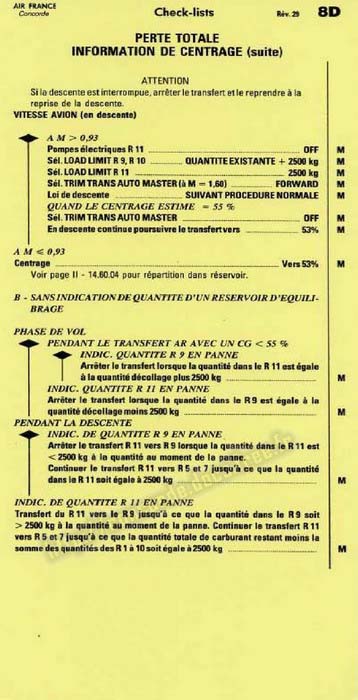 AIR FRANCE
Concorde
Check-lists
Rév. 29
8D
PERTE TOTALE
INFORMATION DE CENTRAGE (suite)
ATTENTION
Si la descente est interrompue, arrêter le transfert et le reprendre à la
reprise de la descente.
VITESSE AVION (en descente)
A M > 0,93
Pompes électriques R 11 ........ OFF M
Sél. LOAD LIMIT R 9, R 10 ........ QUANTITE EXISTANTE + 2500 kg M
Sél. LOAD LIMIT R 11 ........ 2500 kg M
Sél. TRIM TRANS AUTO MASTER (à M = 1,60) ........ FORWARD M
Loi de descente ........ SUIVANT PROCEDURE NORMALE M
QUAND LE CENTRAGE ESTIME = 55 %
Sél. TRIM TRANS AUTO MASTER ........ OFF M
En descente continue poursuivre le transfert vers ........ 53% M
A M ≤ 0,93
Centrage ........ Vers 53% M
Voir page II - 14.60.04 pour répartition dans réservoir.
B - SANS INDICATION DE QUANTITE D'UN RESERVOIR D'EQUILI-
BRAGE
PHASE DE VOL
PENDANT LE TRANSFERT AR AVEC UN CG < 55 %
INDIC. QUANTITE R 9 EN PANNE
Arrêter le transfert lorsque la quantité dans le R 11 est égale
à la quantité décollage plus 2500 kg ........ M
INDIC. QUANTITE R 11 EN PANNE
Arrêter le transfert lorsque la quantité dans le R 9 est égale à la
quantité décollage moins 2500 kg ........ M
PENDANT LA DESCENTE
INDIC. DE QUANTITE R 9 EN PANNE
Arrêter le transfert R 11 vers R 9 lorsque la quantité dans le R 11 est
< 2500 kg à la quantité au moment de la panne.
Continuer le transfert R 11 vers R 5 et 7 jusqu'à ce que la quantité
dans le R 11 soit égale à 2500 kg ........ M
INDIC. DE QUANTITE R 11 EN PANNE
Transfert du R 11 vers le R 9 jusqu'à ce que la quantité dans le R 9 soit
> 2500 kg à la quantité au moment de la panne. Continuer le transfert R 11
vers R 5 et 7 jusqu'à ce que la quantité totale de carburant restant moins la
somme des quantités des R 1 à 10 soit égale à 2500 kg ........ M